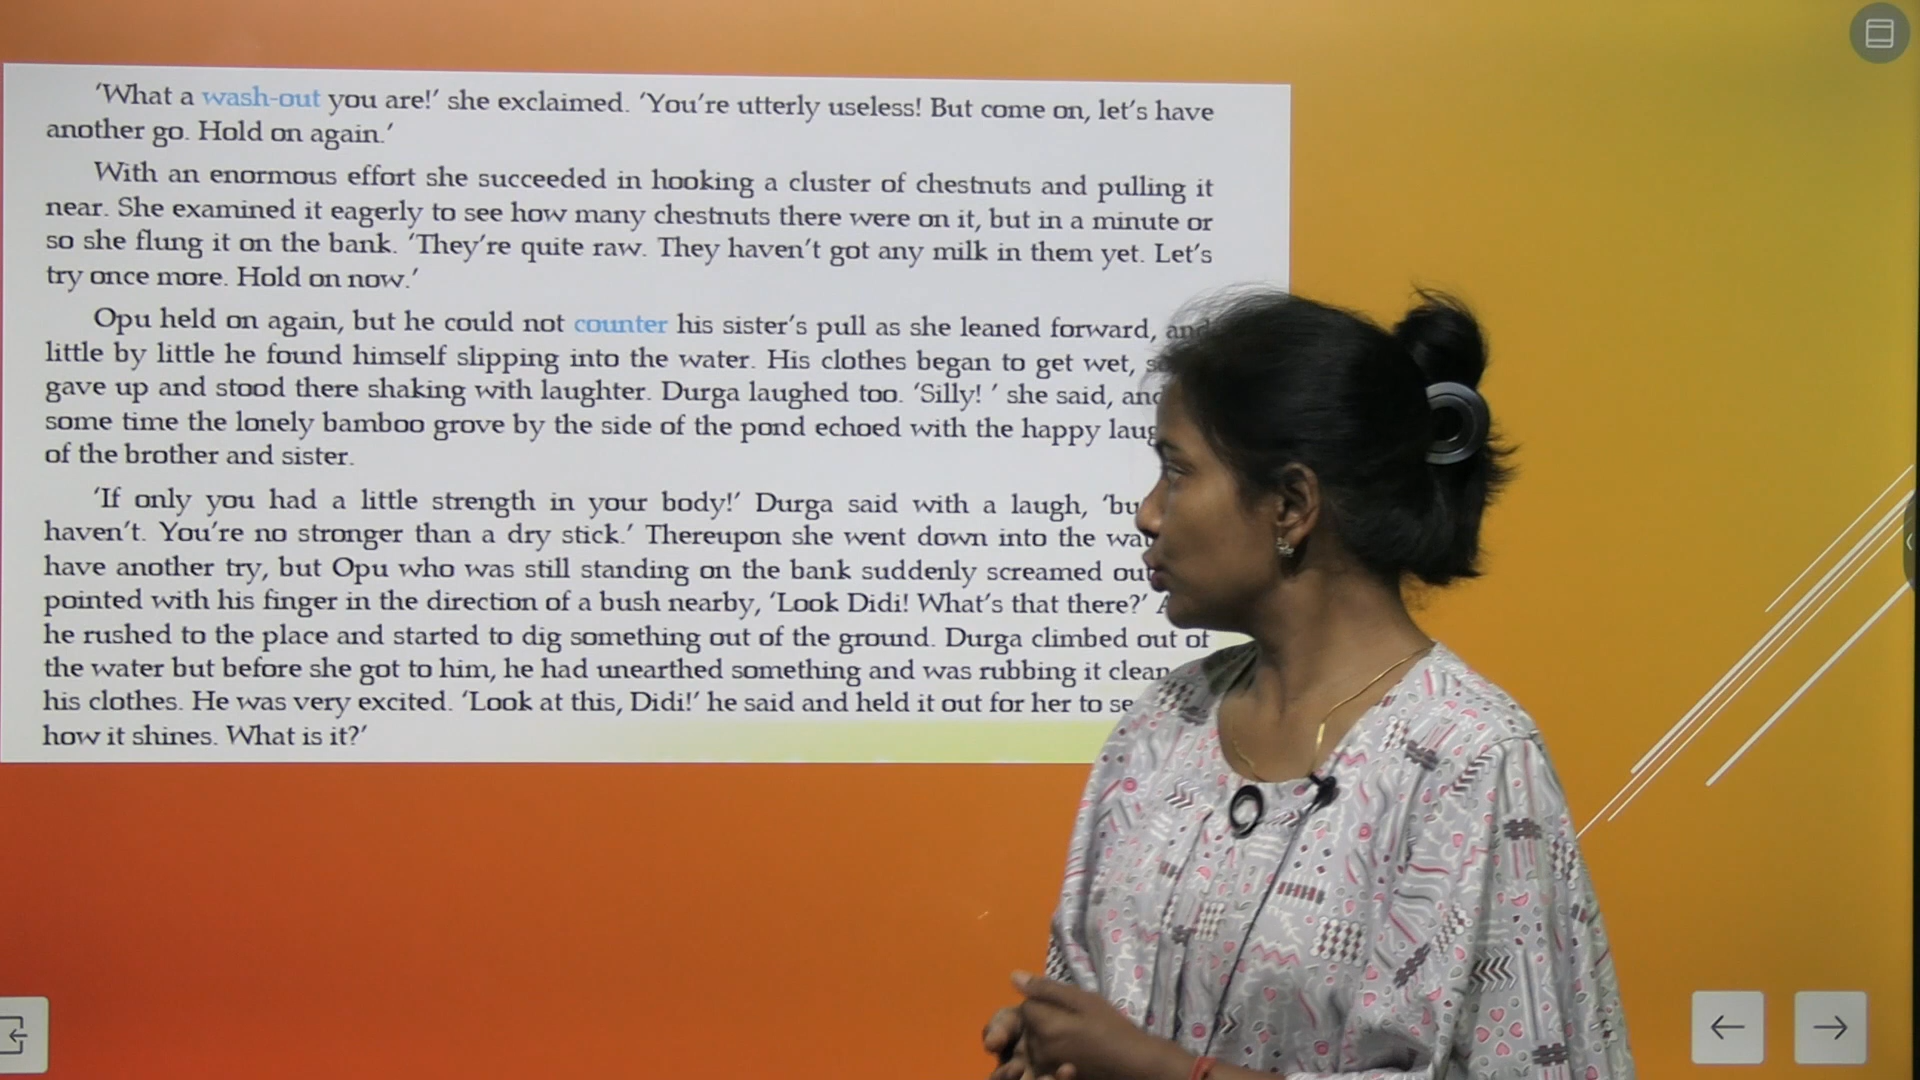 ‘What a wash-out you are!’ she exclaimed. ‘You’re utterly useless! But come on, let’s have
another go. Hold on again.’
With an enormous effort she succeeded in hooking a cluster of chestnuts and pulling it
near. She examined it eagerly to see how many chestnuts there were on it, but in a minute or
so she flung it on the bank. ‘They’re quite raw. They haven’t got any milk in them yet. Let’s
try once more. Hold on now.’
Opu held on again, but he could not counter his sister’s pull as she leaned forward, and
little by little he found himself slipping into the water. His clothes began to get wet,
gave up and stood there shaking with laughter. Durga laughed too. ‘Silly! ’ she said,
some time the lonely bamboo grove by the side of the pond echoed with the happy
of the brother and sister.
‘If only you had a little strength in your body!’ Durga said with a laugh,
haven’t. You’re no stronger than a dry stick.’ Thereupon she went down into the
have another try, but Opu who was still standing on the bank suddenly screamed
pointed with his finger in the direction of a bush nearby, ‘Look Didi! What’s that there?’
he rushed to the place and started to dig something out of the ground. Durga climbed out of
the water but before she got to him, he had unearthed something and was rubbing it clean
his clothes. He was very excited. ‘Look at this, Didi!’ he said and held it out for her to
how it shines. What is it?’